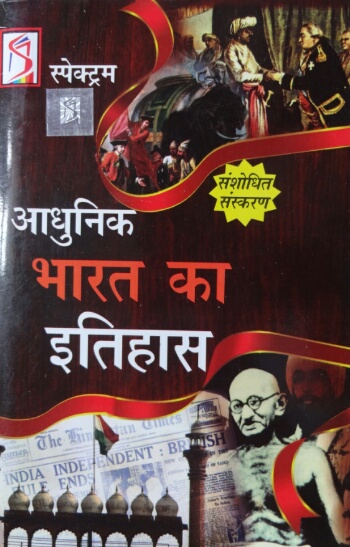 स्पेक्ट्रम
संशोधित
संस्करण
आधुनिक
भारत का
इतिहास
The Hindustan Times
INDIA INDEPENDENT : BRITISH
RULE ENDS